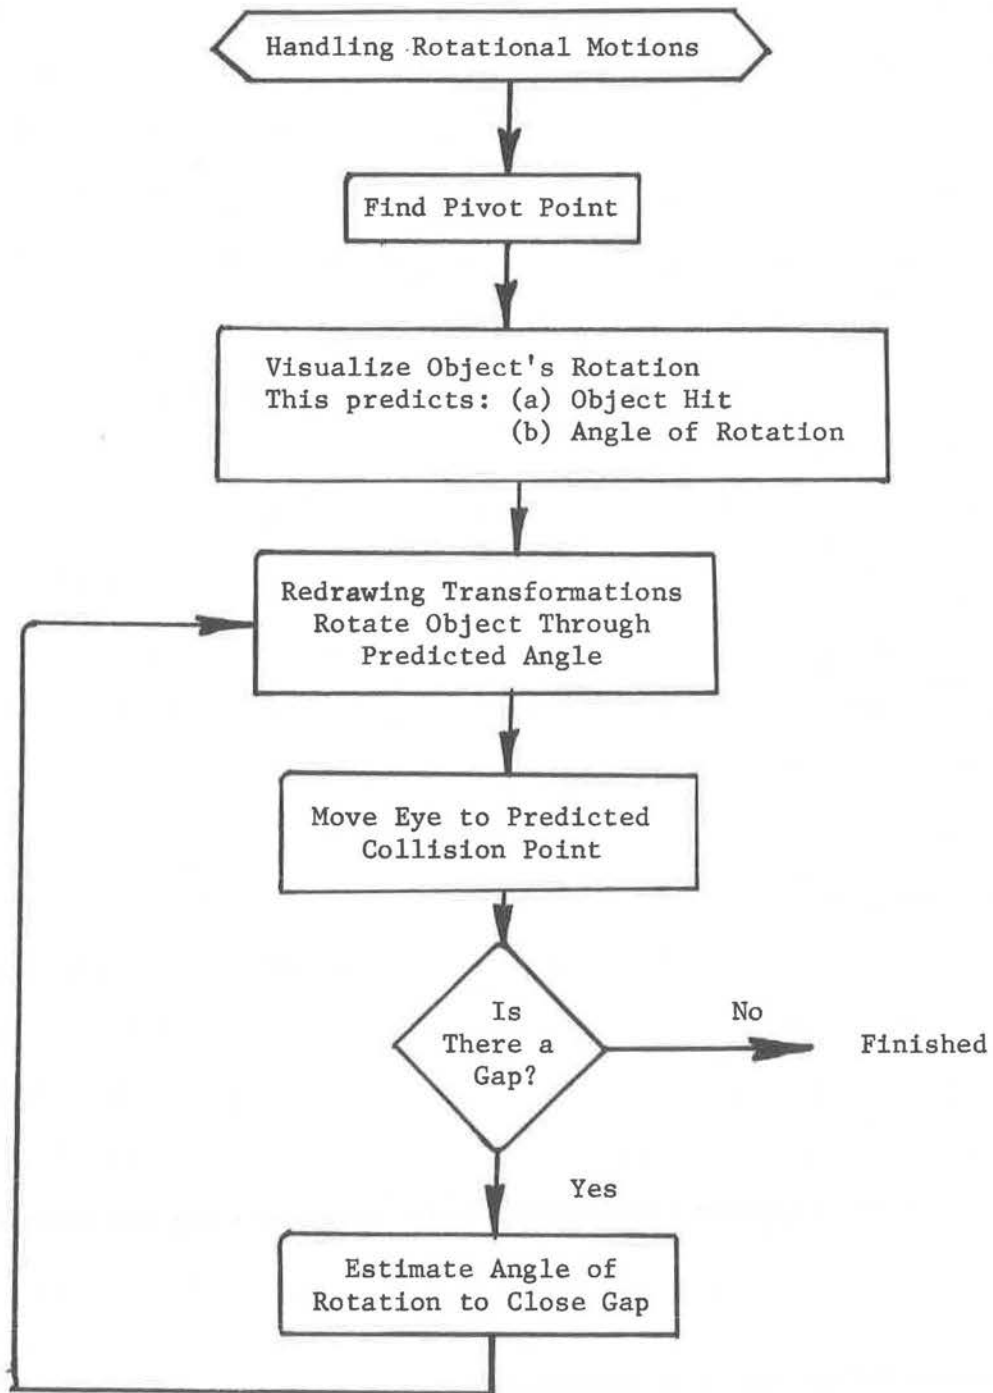 Handling Rotational Motions
Find Pivot Point
Visualize Object's Rotation
This predicts: (a) Object Hit
(b) Angle of Rotation
Redrawing Transformations
Rotate Object Through
Predicted Angle
Move Eye to Predicted
Collision Point
Is
There a
Gap?
No
Finished
Yes
Estimate Angle of
Rotation to Close Gap